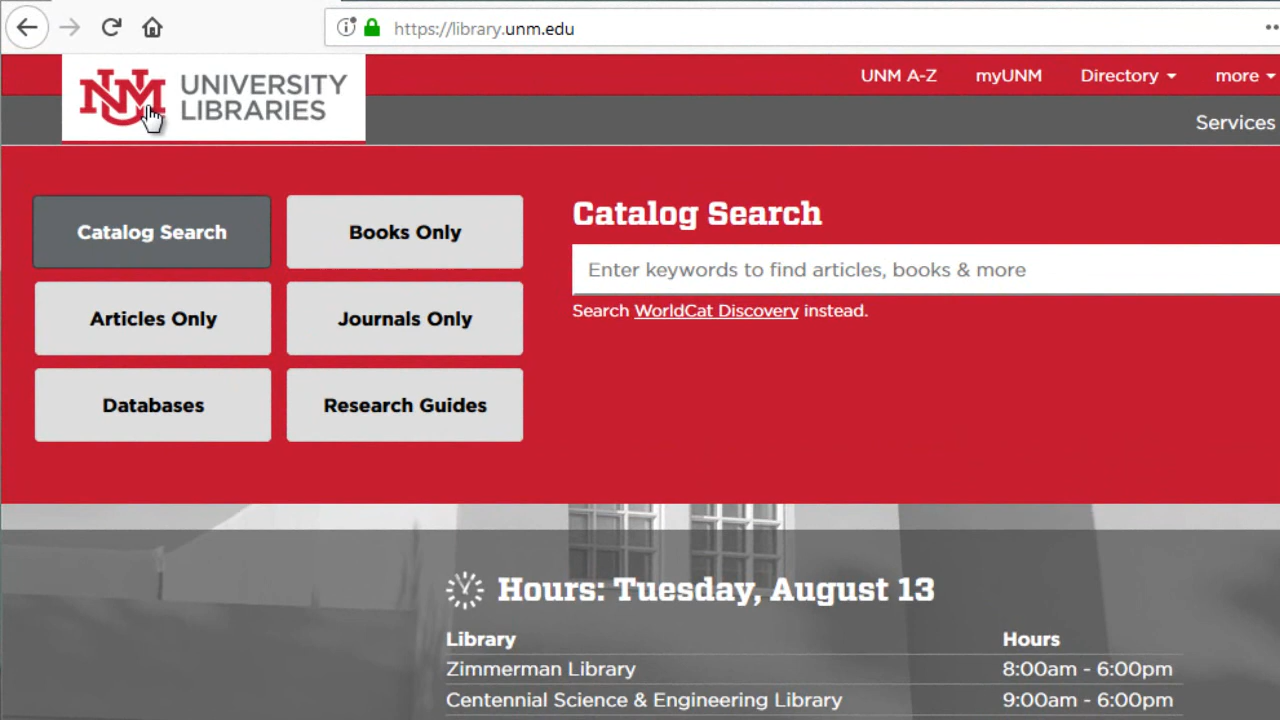 https://library.unm.edu
UNM UNIVERSITY LIBRARIES
UNM A-Z myUNM Directory more
Services
Catalog Search
Books Only
Articles Only
Journals Only
Databases
Research Guides
Catalog Search
Enter keywords to find articles, books & more
Search WorldCat Discovery instead.
Hours: Tuesday, August 13
Library Hours
Zimmerman Library 8:00am - 6:00pm
Centennial Science & Engineering Library 9:00am - 6:00pm